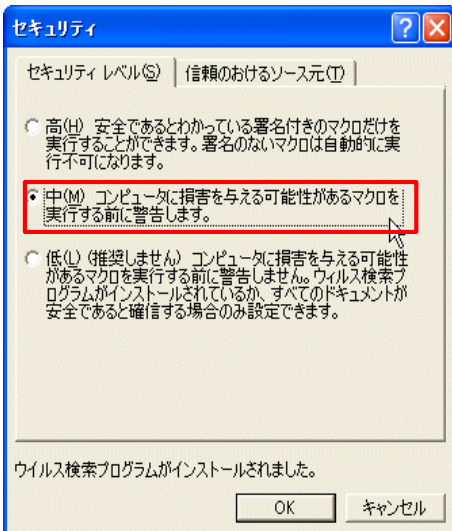 セキュリティ
セキュリティ レベル(S)
信頼のおけるソース元(T)
高(H) 安全であるとわかっている署名付きのマクロだけを
実行することができます。署名のないマクロは自動的に実
行不可になります。
中(M) コンピュータに損害を与える可能性があるマクロを
実行する前に警告します。
低(L) (推奨しません) コンピュータに損害を与える可能性
があるマクロを実行する前に警告しません。ウィルス検索プ
ログラムがインストールされているか、すべてのドキュメントが
安全であると確信する場合のみ設定できます。
ウイルス検索プログラムがインストールされました。
OK
キャンセル